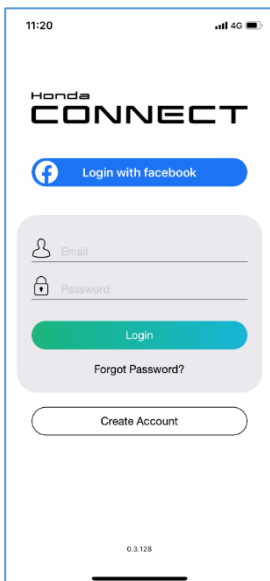 11:20 4G
Honda
CONNECT
Login with facebook
Email
Password
Login
Forgot Password?
Create Account
0.3.128